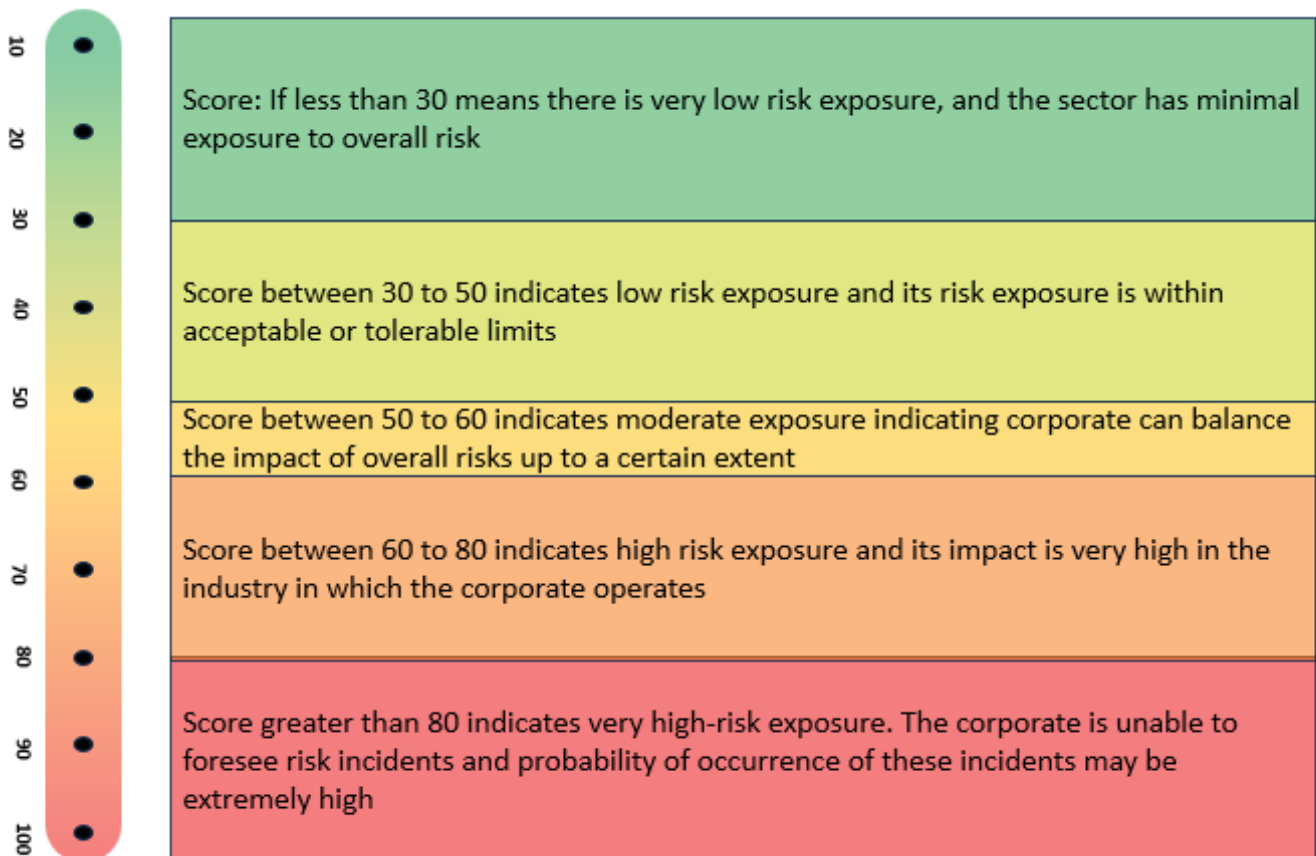 10
20
30
40
50
60
70
80
90
100
Score: If less than 30 means there is very low risk exposure, and the sector has minimal
exposure to overall risk
Score between 30 to 50 indicates low risk exposure and its risk exposure is within
acceptable or tolerable limits
Score between 50 to 60 indicates moderate exposure indicating corporate can balance
the impact of overall risks up to a certain extent
Score between 60 to 80 indicates high risk exposure and its impact is very high in the
industry in which the corporate operates
Score greater than 80 indicates very high-risk exposure. The corporate is unable to
foresee risk incidents and probability of occurrence of these incidents may be
extremely high